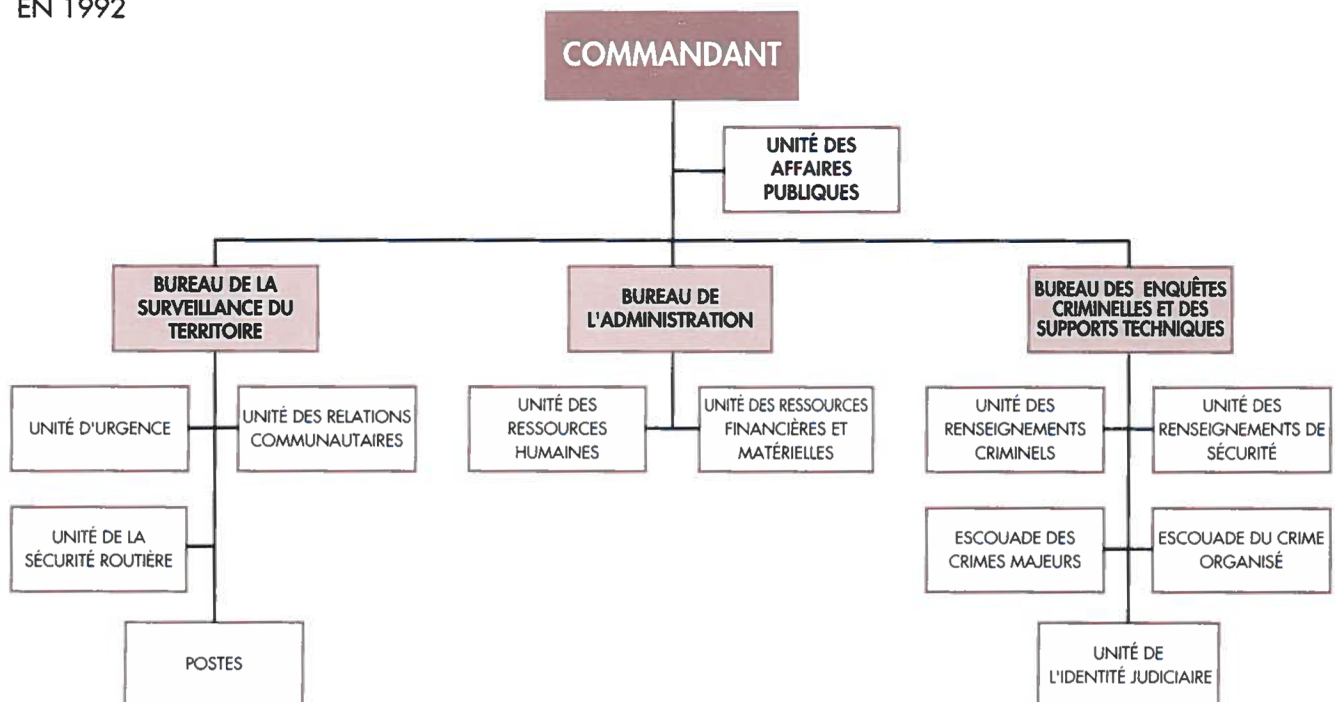 EN 1992
COMMANDANT
UNITÉ DES
AFFAIRES
PUBLIQUES
BUREAU DE LA
SURVEILLANCE DU
TERRITOIRE
BUREAU DE
L'ADMINISTRATION
BUREAU DES ENQUÊTES
CRIMINELLES ET DES
SUPPORTS TECHNIQUES
UNITÉ D'URGENCE
UNITÉ DES RELATIONS
COMMUNAUTAIRES
UNITÉ DES
RESSOURCES
HUMAINES
UNITÉ DES RESSOURCES
FINANCIÈRES ET
MATÉRIELLES
UNITÉ DES
RENSEIGNEMENTS
CRIMINELS
UNITÉ DES
RENSEIGNEMENTS DE
SÉCURITÉ
UNITÉ DE LA
SÉCURITÉ ROUTIÈRE
ESCOUADE DES
CRIMES MAJEURS
ESCOUADE DU CRIME
ORGANISÉ
POSTES
UNITÉ DE
L'IDENTITÉ JUDICIAIRE